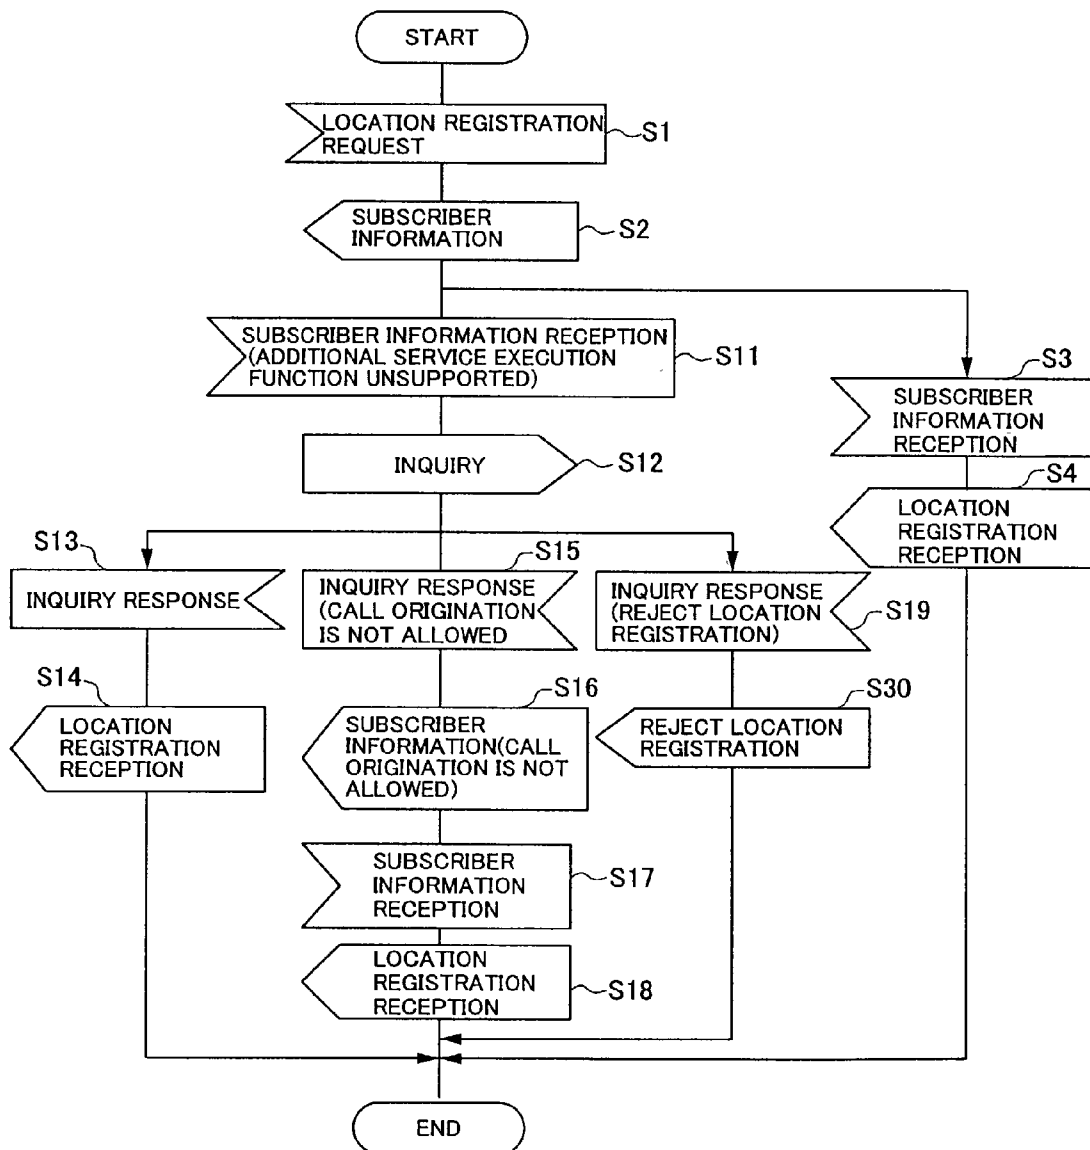 START
LOCATION REGISTRATION
REQUEST
S1
SUBSCRIBER
INFORMATION
S2
SUBSCRIBER INFORMATION RECEPTION
(ADDITIONAL SERVICE EXECUTION
FUNCTION UNSUPPORTED)
S11
S3
SUBSCRIBER
INFORMATION
RECEPTION
INQUIRY
S12
S4
LOCATION
REGISTRATION
RECEPTION
S13
INQUIRY RESPONSE
S15
INQUIRY RESPONSE
(CALL ORIGINATION
IS NOT ALLOWED
INQUIRY RESPONSE
(REJECT LOCATION
REGISTRATION)
S19
S14
LOCATION
REGISTRATION
RECEPTION
S16
SUBSCRIBER
INFORMATION(CALL
ORIGINATION IS NOT
ALLOWED)
S30
REJECT LOCATION
REGISTRATION
SUBSCRIBER
INFORMATION
RECEPTION
S17
LOCATION
REGISTRATION
RECEPTION
S18
END